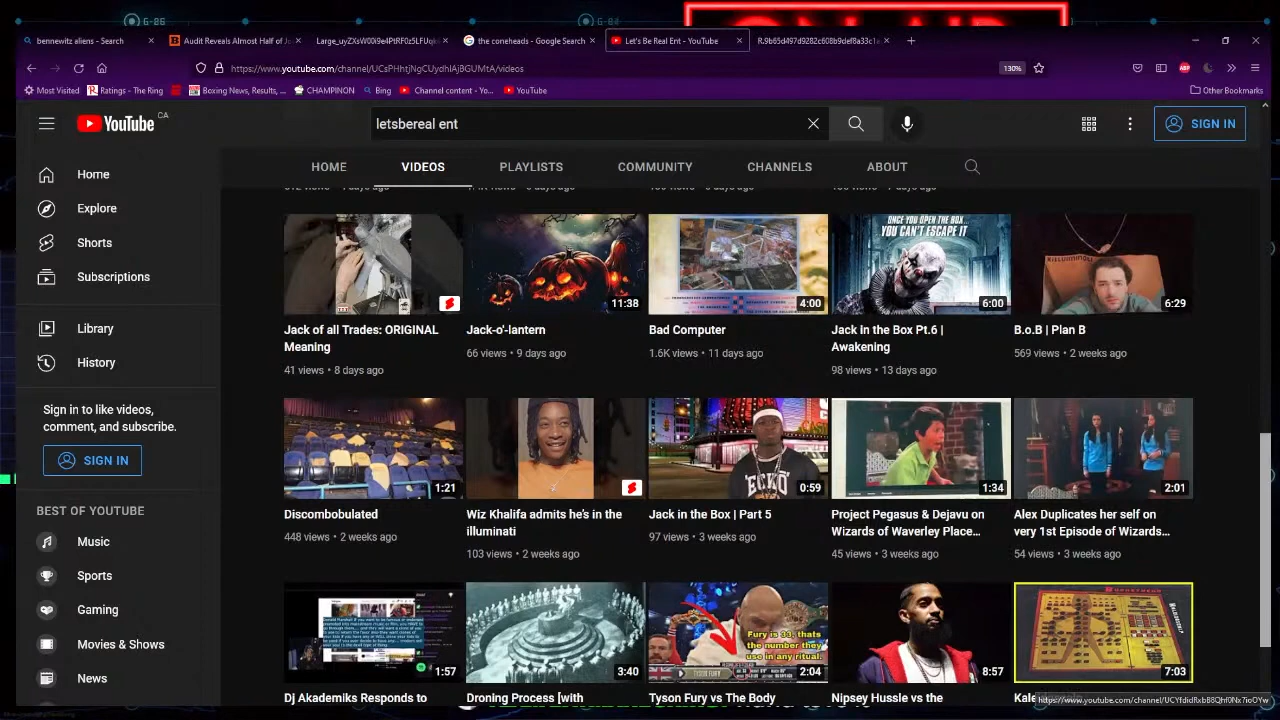 bennewitz aliens - Search
Audit Reveals Almost Half of Jo
Large_uyZXsW00i9e4PtRF0z5LFUqk
the coneheads - Google Search
Let's Be Real Ent - YouTube
R.9b65d497d9282c608b9def8a33c1a
https://www.youtube.com/channel/UCsPHhtjNgCUydhlAjBGUMtA/videos
130%
Most Visited
Ratings - The Ring
Boxing News, Results, ...
CHAMPINON
Bing
Channel content - Yo...
YouTube
Other Bookmarks
YouTube CA
letsbereal ent
SIGN IN
HOME
VIDEOS
PLAYLISTS
COMMUNITY
CHANNELS
ABOUT
Home
Explore
Shorts
Subscriptions
Library
History
Sign in to like videos,
comment, and subscribe.
SIGN IN
BEST OF YOUTUBE
Music
Sports
Gaming
Movies & Shows
Jack of all Trades: ORIGINAL
Meaning
41 views • 8 days ago
11:38
Jack-o'-lantern
66 views • 9 days ago
4:00
Bad Computer
1.6K views • 11 days ago
ONCE YOU OPEN THE BOX...
YOU CAN'T ESCAPE IT
6:00
Jack in the Box Pt.6 |
Awakening
98 views • 13 days ago
6:29
B.o.B | Plan B
569 views • 2 weeks ago
1:21
Discombobulated
448 views • 2 weeks ago
Wiz Khalifa admits he's in the
illuminati
103 views • 2 weeks ago
ECKO
0:59
Jack in the Box | Part 5
97 views • 3 weeks ago
1:34
Project Pegasus & Dejavu on
Wizards of Waverley Place...
45 views • 3 weeks ago
2:01
Alex Duplicates her self on
very 1st Episode of Wizards...
54 views • 3 weeks ago
1:57
Dj Akademiks Responds to
3:40
Droning Process [with
Fury is 33 thats
the number they
use in any ritual.
2:04
Tyson Fury vs The Body
8:57
Nipsey Hussle vs the
7:03
https://www.youtube.com/channel/UCYfdidRxbB8QhI0Nx7ioOYw